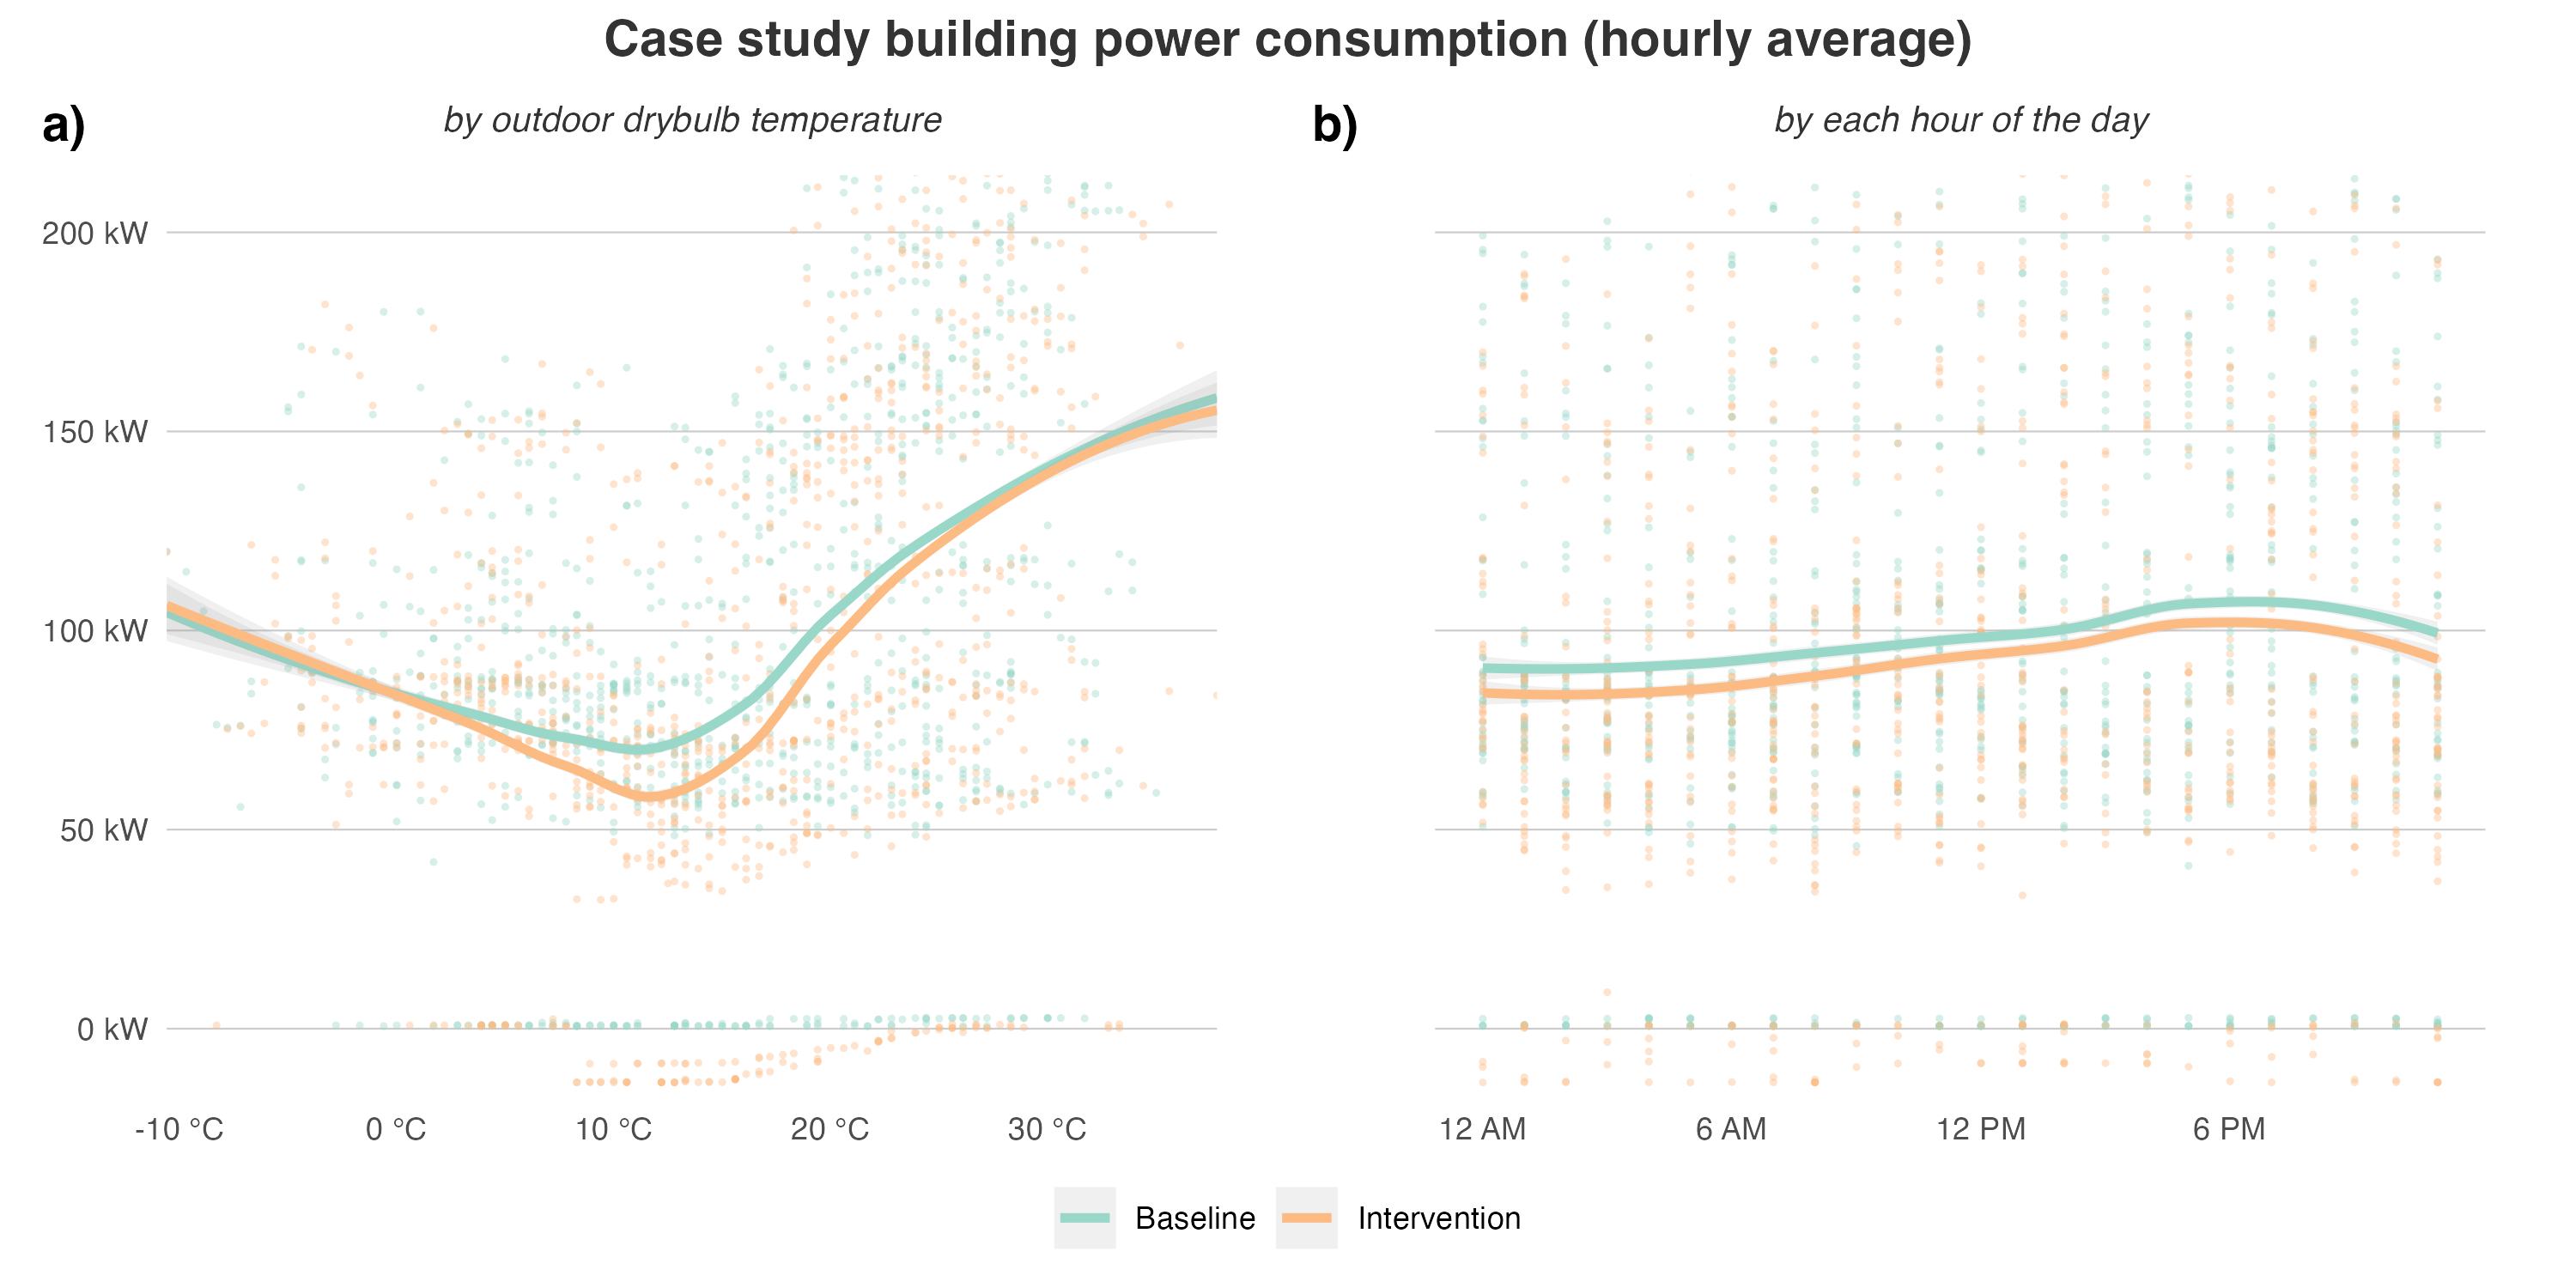 Case study building power consumption (hourly average)
a)
by outdoor drybulb temperature
200 kW
150 kW
100 kW
50 kW
0 kW
-10 °C 0 °C 10 °C 20 °C 30 °C
b)
by each hour of the day
12 AM 6 AM 12 PM 6 PM
Baseline Intervention